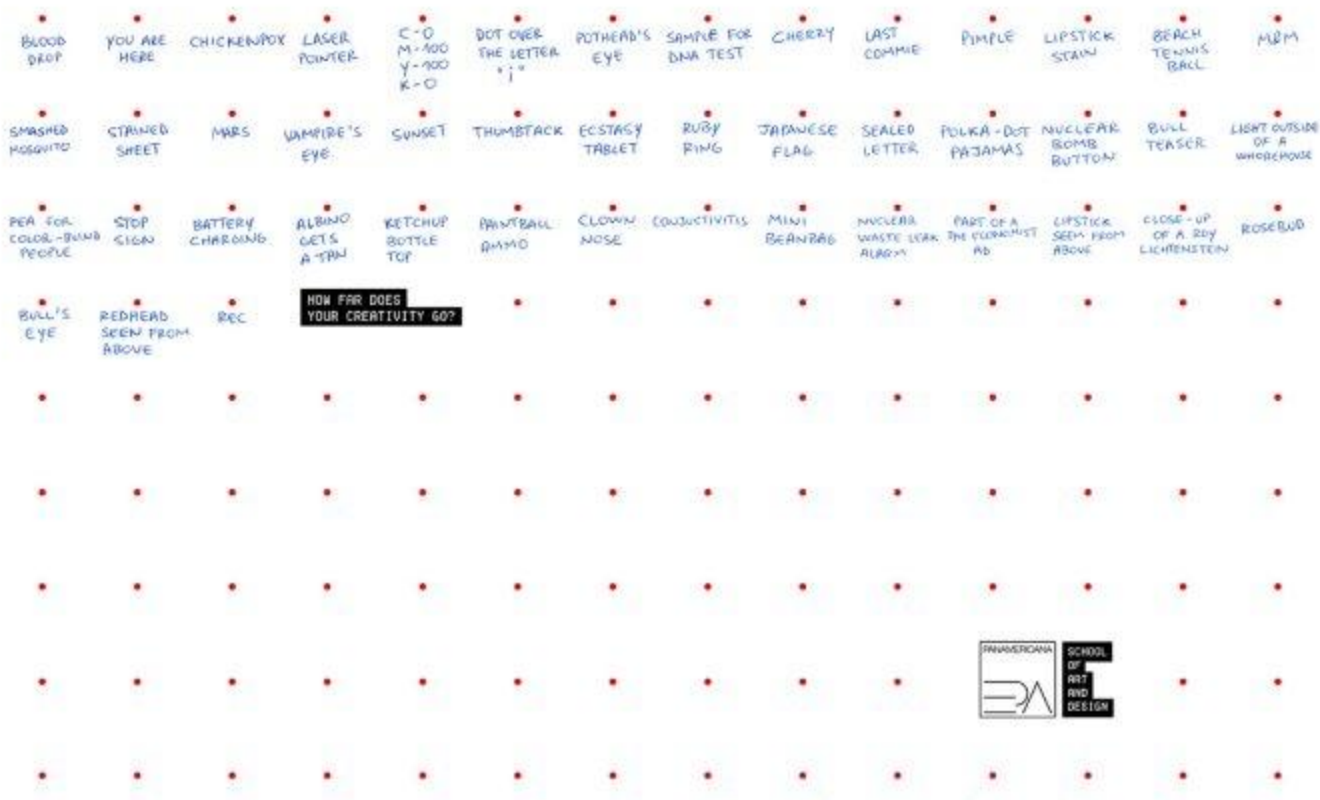 BLOOD DROP
YOU ARE HERE
CHICKENPOX
LASER POINTER
C-0
M-100
Y-100
K-0
DOT OVER THE LETTER "j"
POTHEAD'S EYE
SAMPLE FOR DNA TEST
CHERRY
LAST COMMIE
PIMPLE
LIPSTICK STAIN
BEACH TENNIS BALL
M&M
SMASHED MOSQUITO
STAINED SHEET
MARS
VAMPIRE'S EYE
SUNSET
THUMBTACK
ECSTASY TABLET
RUBY RING
JAPANESE FLAG
SEALED LETTER
POLKA-DOT PAJAMAS
NUCLEAR BOMB BUTTON
BULL TEASER
LIGHT OUTSIDE OF A WHOREHOUSE
PEA FOR COLOR-BLIND PEOPLE
STOP SIGN
BATTERY CHARGING
ALBINO GETS A TAN
KETCHUP BOTTLE TOP
PAINTBALL AMMO
CLOWN NOSE
CONJUCTIVITIS
MINI BEANBAG
NUCLEAR WASTE LEAK ALARM
PART OF A THE ECONOMIST AD
LIPSTICK SEEN FROM ABOVE
CLOSE-UP OF A ROY LICHTENSTEIN
ROSEBUD
BULL'S EYE
REDHEAD SEEN FROM ABOVE
REC
HOW FAR DOES
YOUR CREATIVITY GO?
PANAMERICANA
SCHOOL
OF
ART
AND
DESIGN